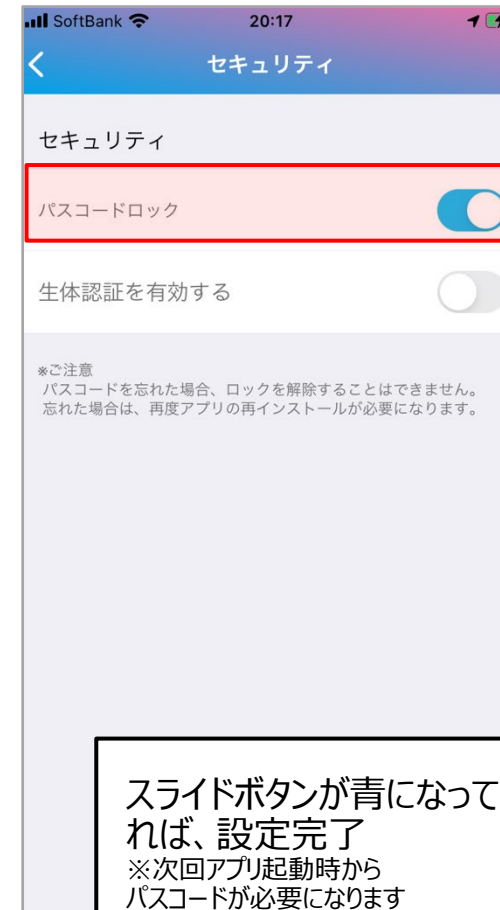 SoftBank 20:17
セキュリティ
セキュリティ
パスコードロック
生体認証を有効する
※ご注意
パスコードを忘れた場合、ロックを解除することはできません。
忘れた場合は、再度アプリの再インストールが必要になります。
スライドボタンが青になって
れば、設定完了
※次回アプリ起動時から
パスコードが必要になります